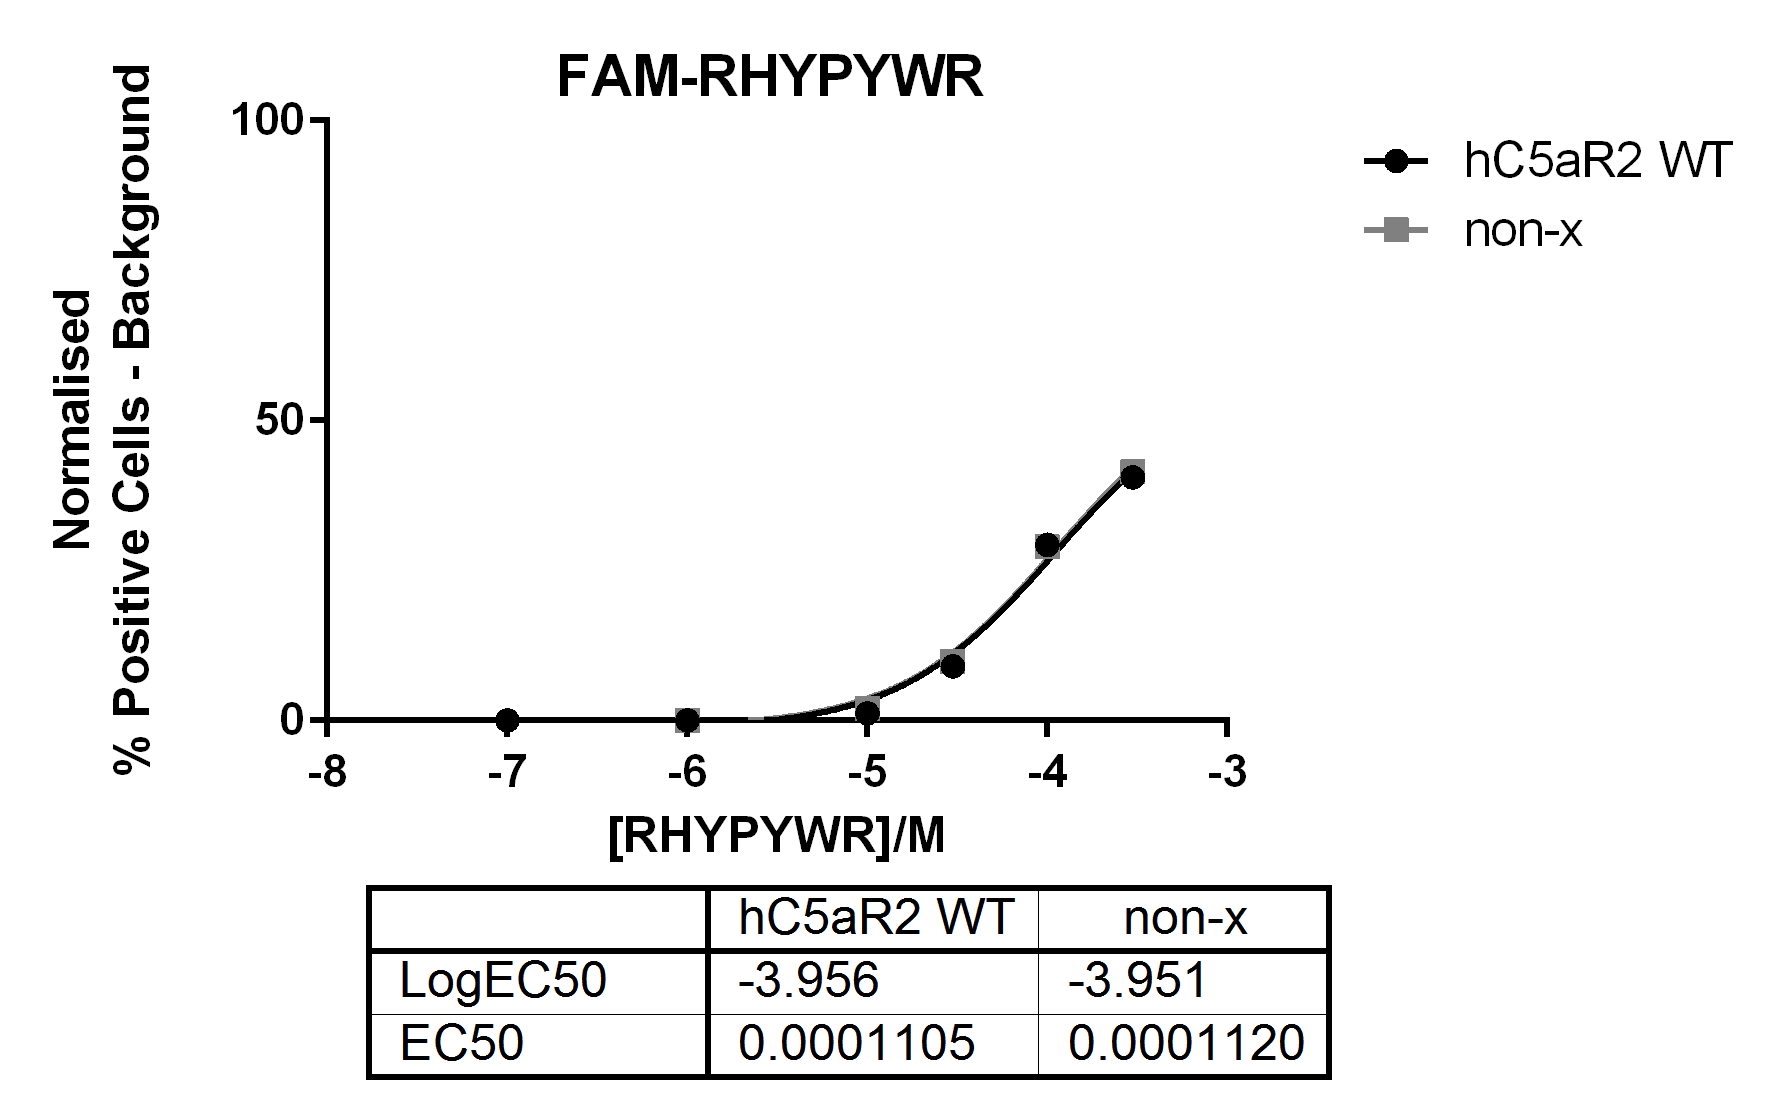 FAM-RHYPYWR
Normalised
% Positive Cells - Background
100
50
0
-8 -7 -6 -5 -4 -3
[RHYPYWR]/M
hC5aR2 WT
non-x
hC5aR2 WT non-x
LogEC50 -3.956 -3.951
EC50 0.0001105 0.0001120